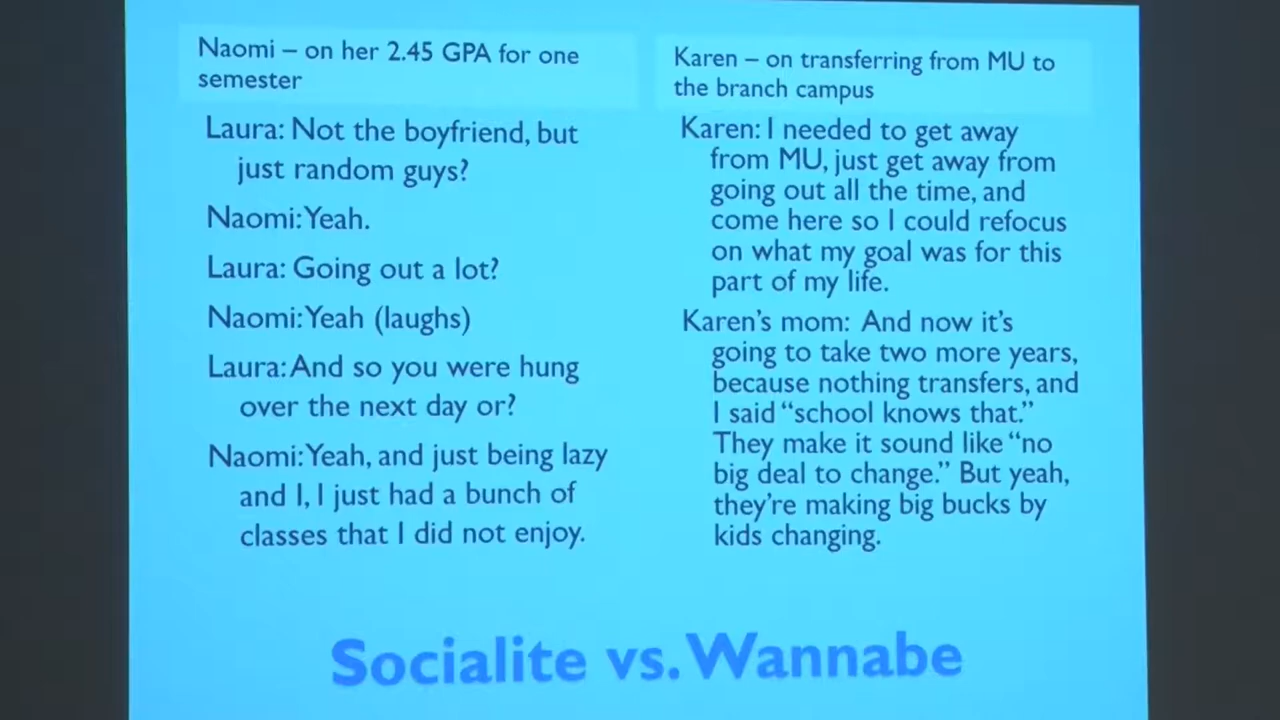 Naomi – on her 2.45 GPA for one
semester
Laura: Not the boyfriend, but
just random guys?
Naomi: Yeah.
Laura: Going out a lot?
Naomi: Yeah (laughs)
Laura: And so you were hung
over the next day or?
Naomi: Yeah, and just being lazy
and I, I just had a bunch of
classes that I did not enjoy.
Karen – on transferring from MU to
the branch campus
Karen: I needed to get away
from MU, just get away from
going out all the time, and
come here so I could refocus
on what my goal was for this
part of my life.
Karen's mom: And now it's
going to take two more years,
because nothing transfers, and
I said “school knows that.”
They make it sound like “no
big deal to change.” But yeah,
they're making big bucks by
kids changing.
Socialite vs. Wannabe